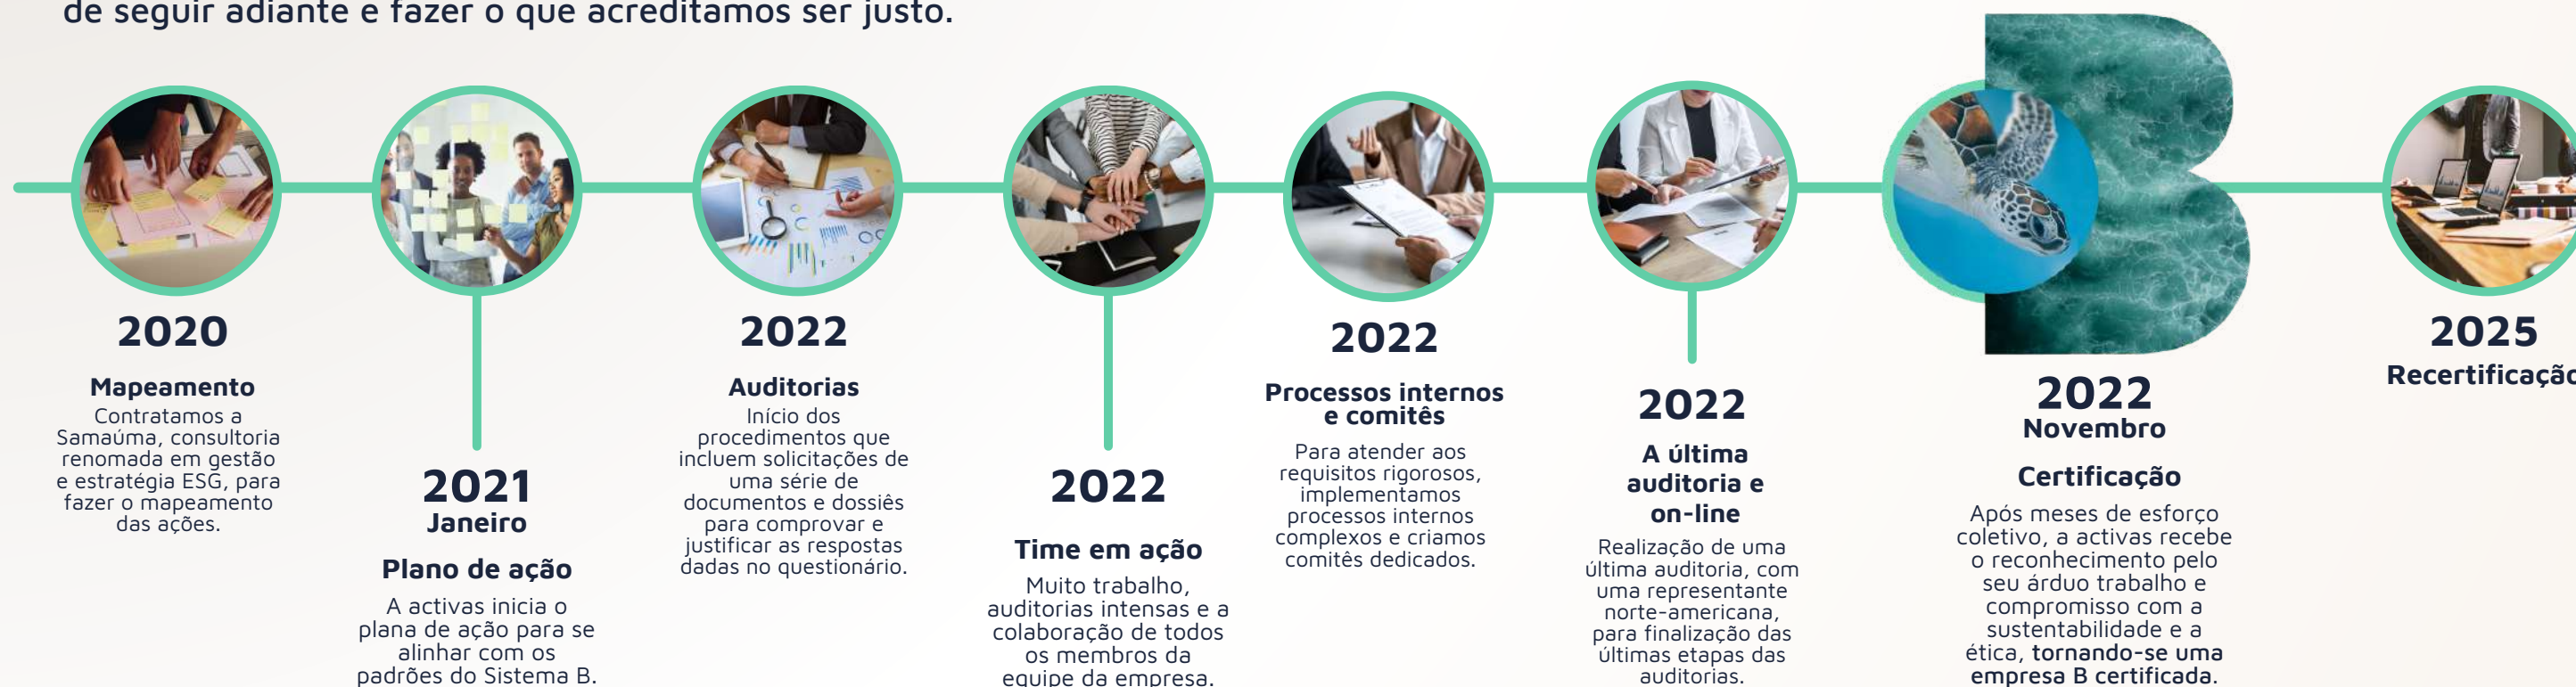 de seguir adiante e fazer o que acreditamos ser justo.
2020
Mapeamento
Contratamos a
Samaúma, consultoria
renomada em gestão
e estratégia ESG, para
fazer o mapeamento
das ações.
2021
Janeiro
Plano de ação
A activas inicia o
plana de ação para se
alinhar com os
padrões do Sistema B.
2022
Auditorias
Início dos
procedimentos que
incluem solicitações de
uma série de
documentos e dossiês
para comprovar e
justificar as respostas
dadas no questionário.
2022
Time em ação
Muito trabalho,
auditorias intensas e a
colaboração de todos
os membros da
equipe da empresa.
2022
Processos internos
e comitês
Para atender aos
requisitos rigorosos,
implementamos
processos internos
complexos e criamos
comitês dedicados.
2022
A última
auditoria e
on-line
Realização de uma
última auditoria, com
uma representante
norte-americana,
para finalização das
últimas etapas das
auditorias.
B
2022
Novembro
Certificação
Após meses de esforço
coletivo, a activas recebe
o reconhecimento pelo
seu árduo trabalho e
compromisso com a
sustentabilidade e a
ética, tornando-se uma
empresa B certificada.
2025
Recertificação